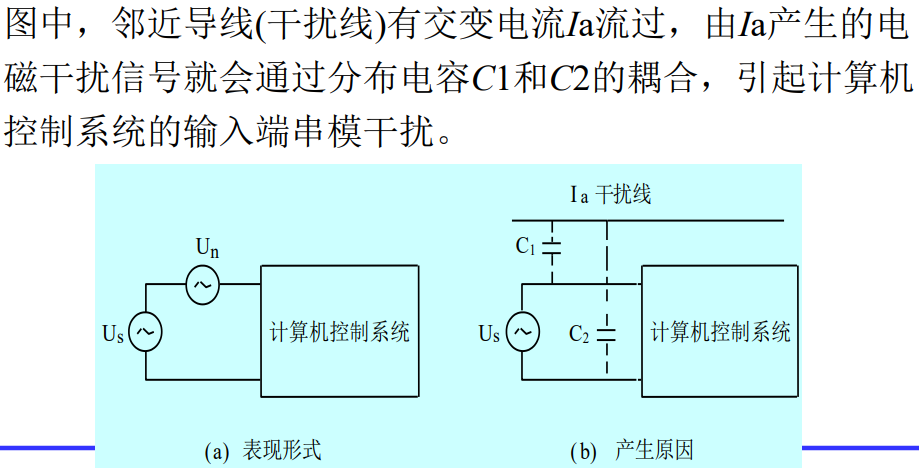 图中，邻近导线(干扰线)有交变电流Ia流过，由Ia产生的电
磁干扰信号就会通过分布电容C1和C2的耦合，引起计算机
控制系统的输入端串模干扰。
Ia 干扰线
Un
C1
Us
计算机控制系统
Us
C2
计算机控制系统
(a) 表现形式
(b) 产生原因